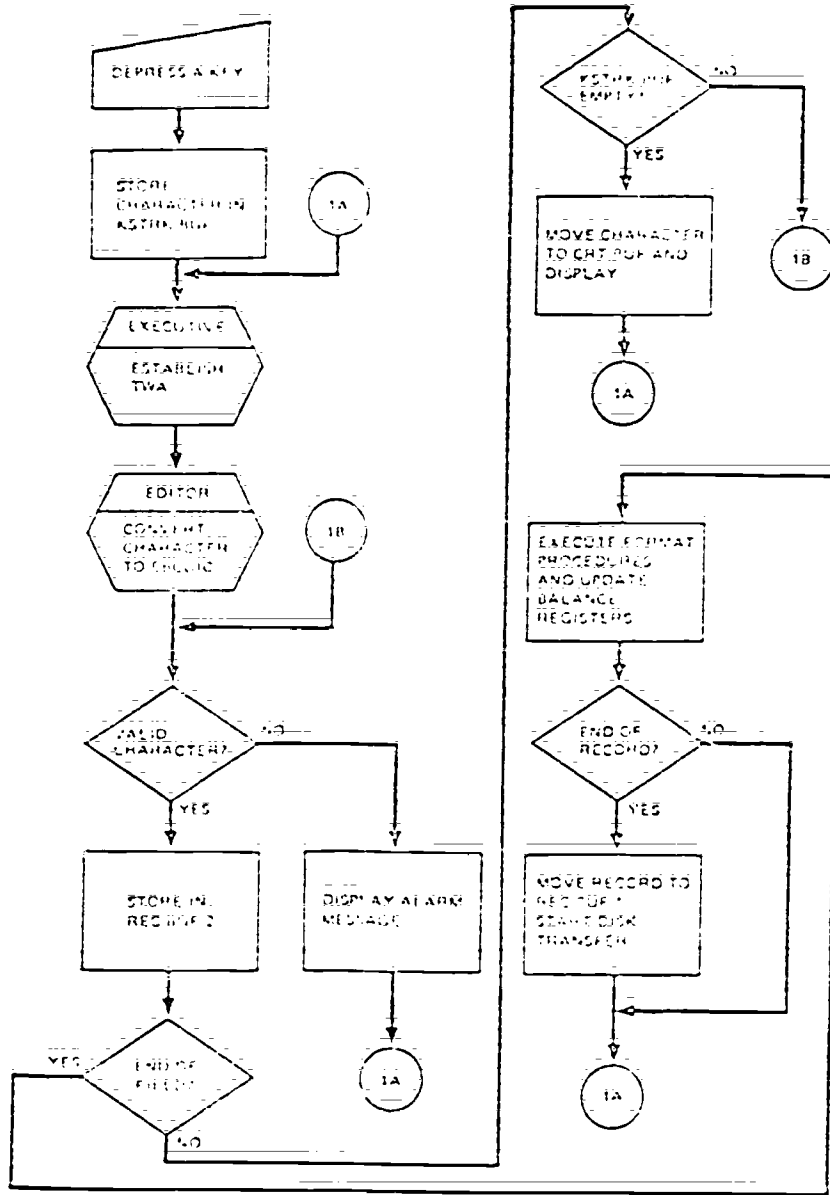 DEPRESS A KEY
STORE
CHARACTER IN
KSTRK BUF
1A
EXECUTIVE
ESTABLISH
TWA
EDITOR
CONVERT
CHARACTER
TO EBCDIC
1B
VALID
CHARACTER?
NO
YES
STORE IN
REC BUF 2
DISPLAY ALARM
MESSAGE
1A
YES
END OF
FIELD?
NO
KSTRK BUF
EMPTY?
NO
YES
MOVE CHARACTER
TO CRT BUF AND
DISPLAY
1B
1A
EXECUTE FORMAT
PROCEDURES
AND UPDATE
BALANCE
REGISTERS
END OF
RECORD?
NO
YES
MOVE RECORD TO
REC BUF 1
START DISK
TRANSFER
1A